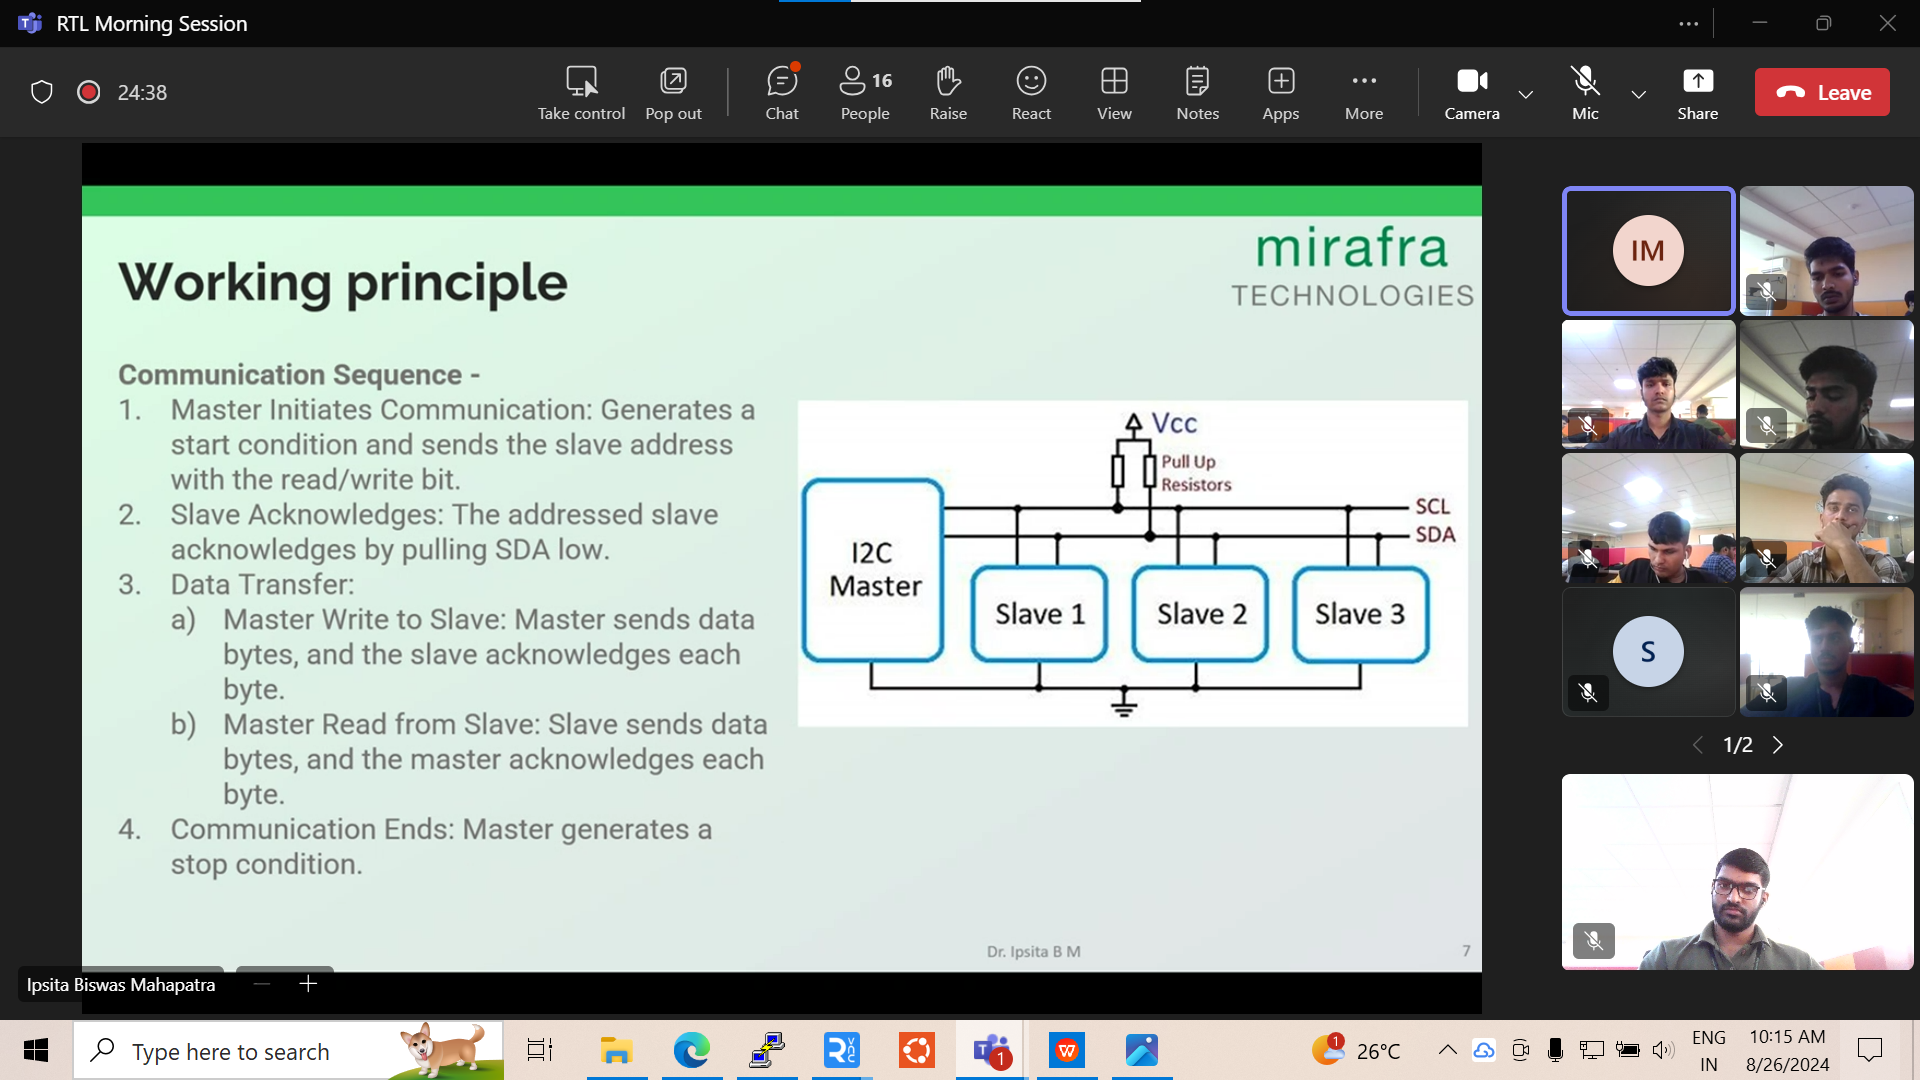 RTL Morning Session
24:38
Take control
Pop out
Chat
16
People
Raise
React
View
Notes
Apps
More
Camera
Mic
Share
Leave
mirafra
TECHNOLOGIES
Working principle
Communication Sequence -
1. Master Initiates Communication: Generates a
start condition and sends the slave address
with the read/write bit.
2. Slave Acknowledges: The addressed slave
acknowledges by pulling SDA low.
3. Data Transfer:
a) Master Write to Slave: Master sends data
bytes, and the slave acknowledges each
byte.
b) Master Read from Slave: Slave sends data
bytes, and the master acknowledges each
byte.
4. Communication Ends: Master generates a
stop condition.
Vcc
Pull Up
Resistors
SCL
SDA
I2C
Master
Slave 1
Slave 2
Slave 3
Dr. Ipsita B M
7
Ipsita Biswas Mahapatra
IM
S
1/2
Type here to search
1
1
26°C
ENG
IN
10:15 AM
8/26/2024